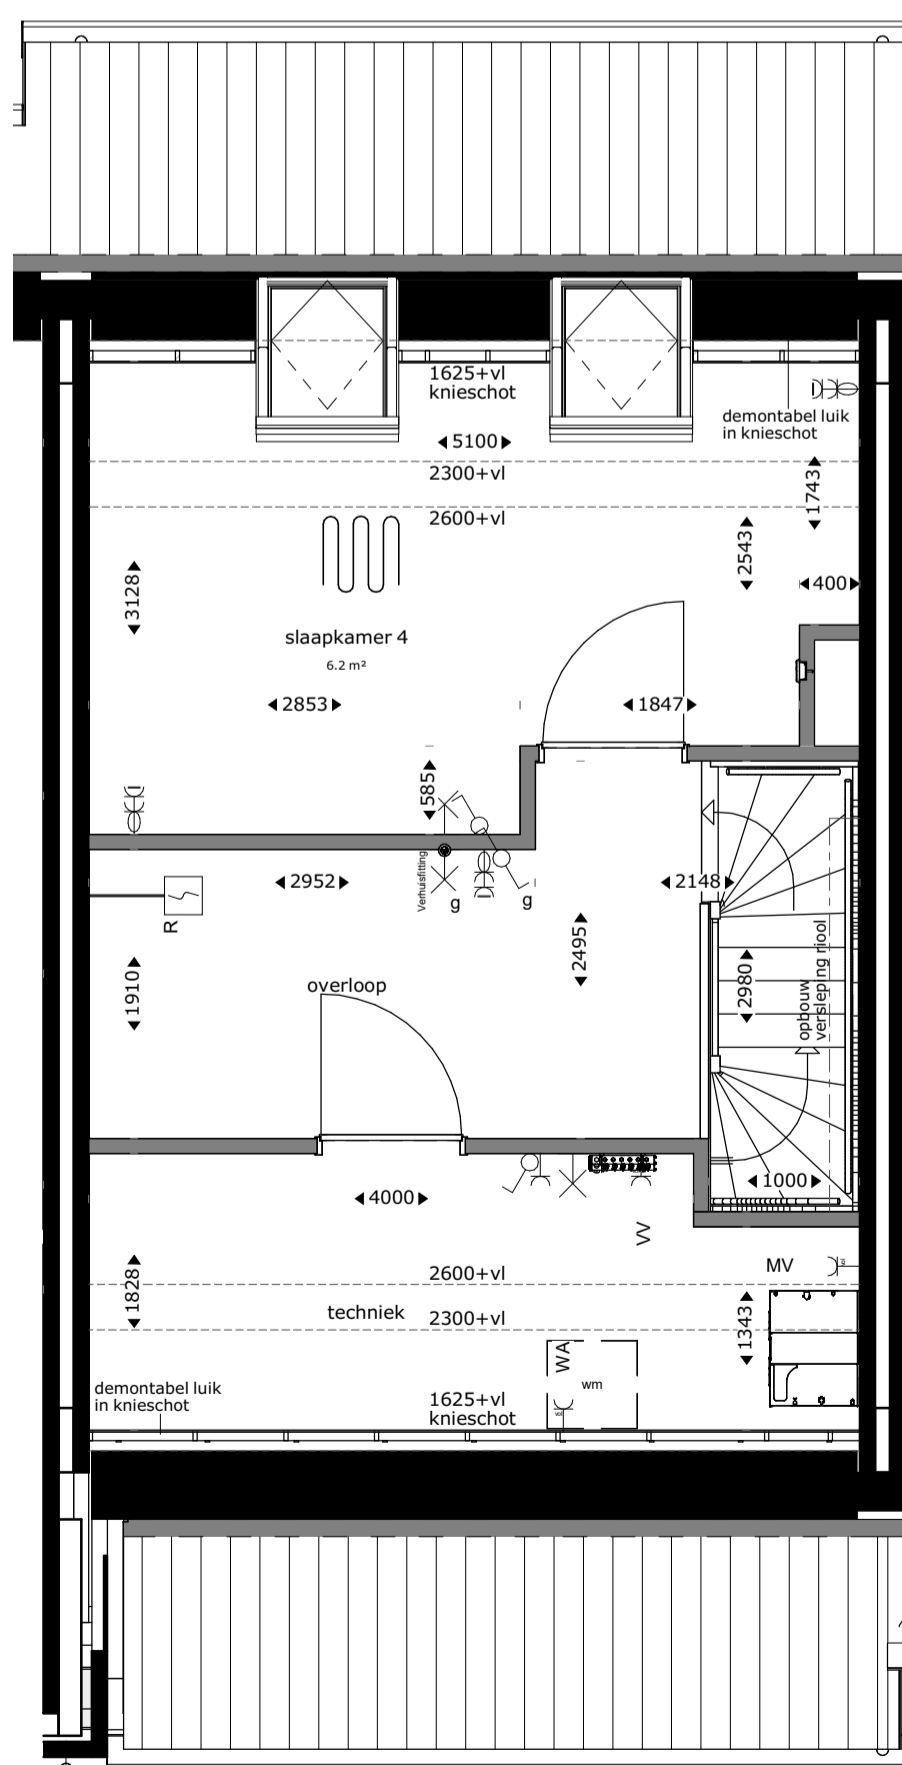 1625+vl
knieschot
demontabel luik
in knieschot
5100
2300+vl
1743
2600+vl
2543
3128
400
slaapkamer 4
6.2 m²
2853
1847
585
Verhuisfitting
2952
g
g
2148
R
2495
1910
overloop
2980
opbouw
versleping riool
4000
1000
VV
MV
2600+vl
1828
techniek
2300+vl
1343
WA
wm
demontabel luik
in knieschot
1625+vl
knieschot